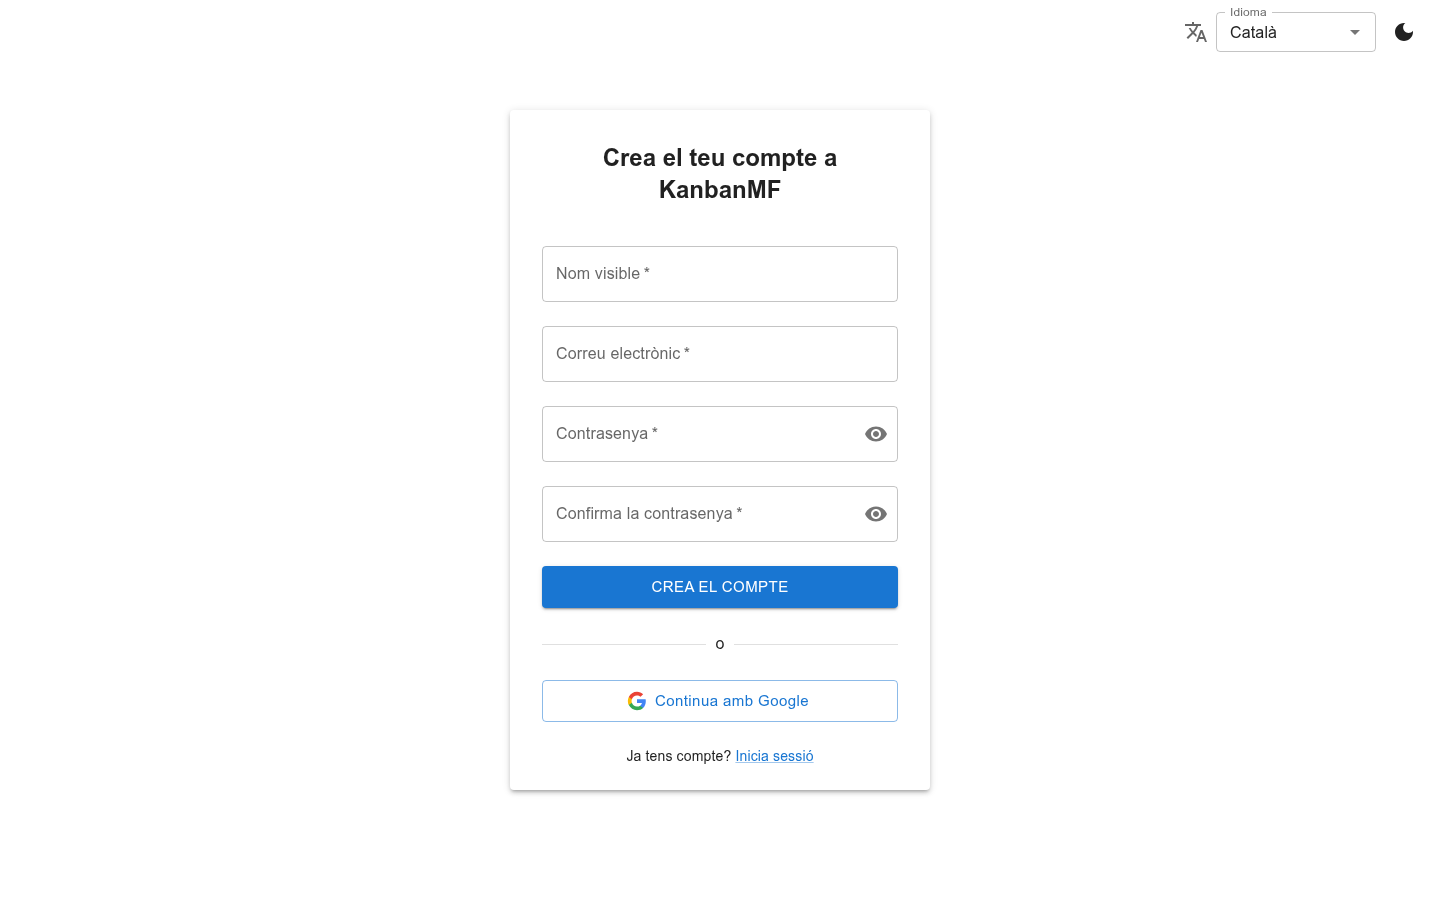 Idioma
Català
Crea el teu compte a
KanbanMF
Nom visible *
Correu electrònic *
Contrasenya *
Confirma la contrasenya *
CREA EL COMPTE
o
Continua amb Google
Ja tens compte? Inicia sessió